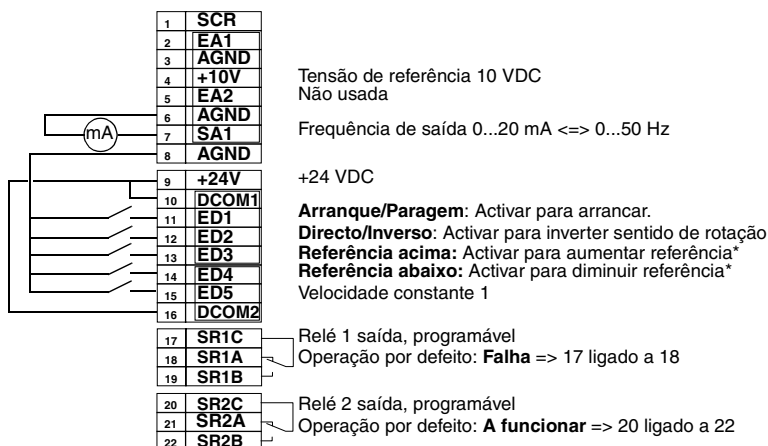 1 SCR
2 EA1
3 AGND
4 +10V Tensão de referência 10 VDC
5 EA2 Não usada
6 AGND
7 SA1 Frequência de saída 0...20 mA <=> 0...50 Hz
8 AGND
mA
9 +24V +24 VDC
10 DCOM1
11 ED1 Arranque/Paragem: Activar para arrancar.
12 ED2 Directo/Inverso: Activar para inverter sentido de rotação
13 ED3 Referência acima: Activar para aumentar referência*
14 ED4 Referência abaixo: Activar para diminuir referência*
15 ED5 Velocidade constante 1
16 DCOM2
17 SR1C Relé 1 saída, programável
18 SR1A Operação por defeito: Falha => 17 ligado a 18
19 SR1B
20 SR2C Relé 2 saída, programável
21 SR2A Operação por defeito: A funcionar => 20 ligado a 22
22 SR2B